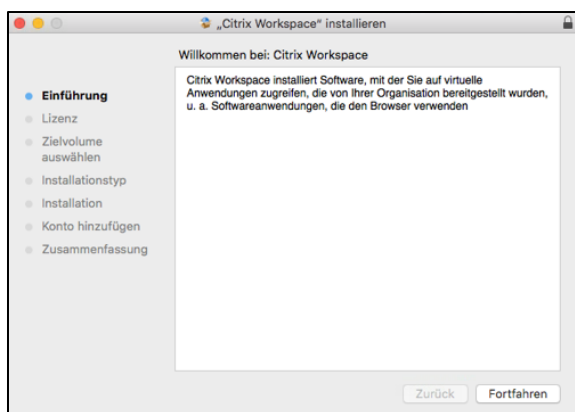 „Citrix Workspace“ installieren
Willkommen bei: Citrix Workspace
Citrix Workspace installiert Software, mit der Sie auf virtuelle
Anwendungen zugreifen, die von Ihrer Organisation bereitgestellt wurden,
u. a. Softwareanwendungen, die den Browser verwenden
Einführung
Lizenz
Zielvolume
auswählen
Installationstyp
Installation
Konto hinzufügen
Zusammenfassung
Zurück
Fortfahren